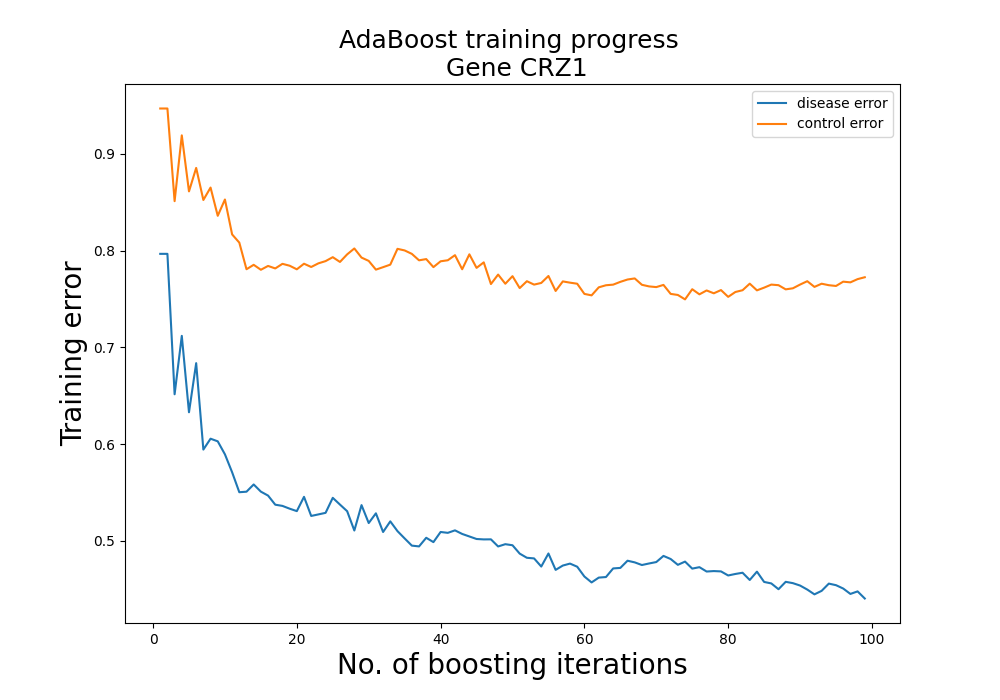 AdaBoost training progress
Gene CRZ1
disease error
control error
0.9
0.8
0.7
0.6
0.5
Training error
0
20
40
60
80
100
No. of boosting iterations